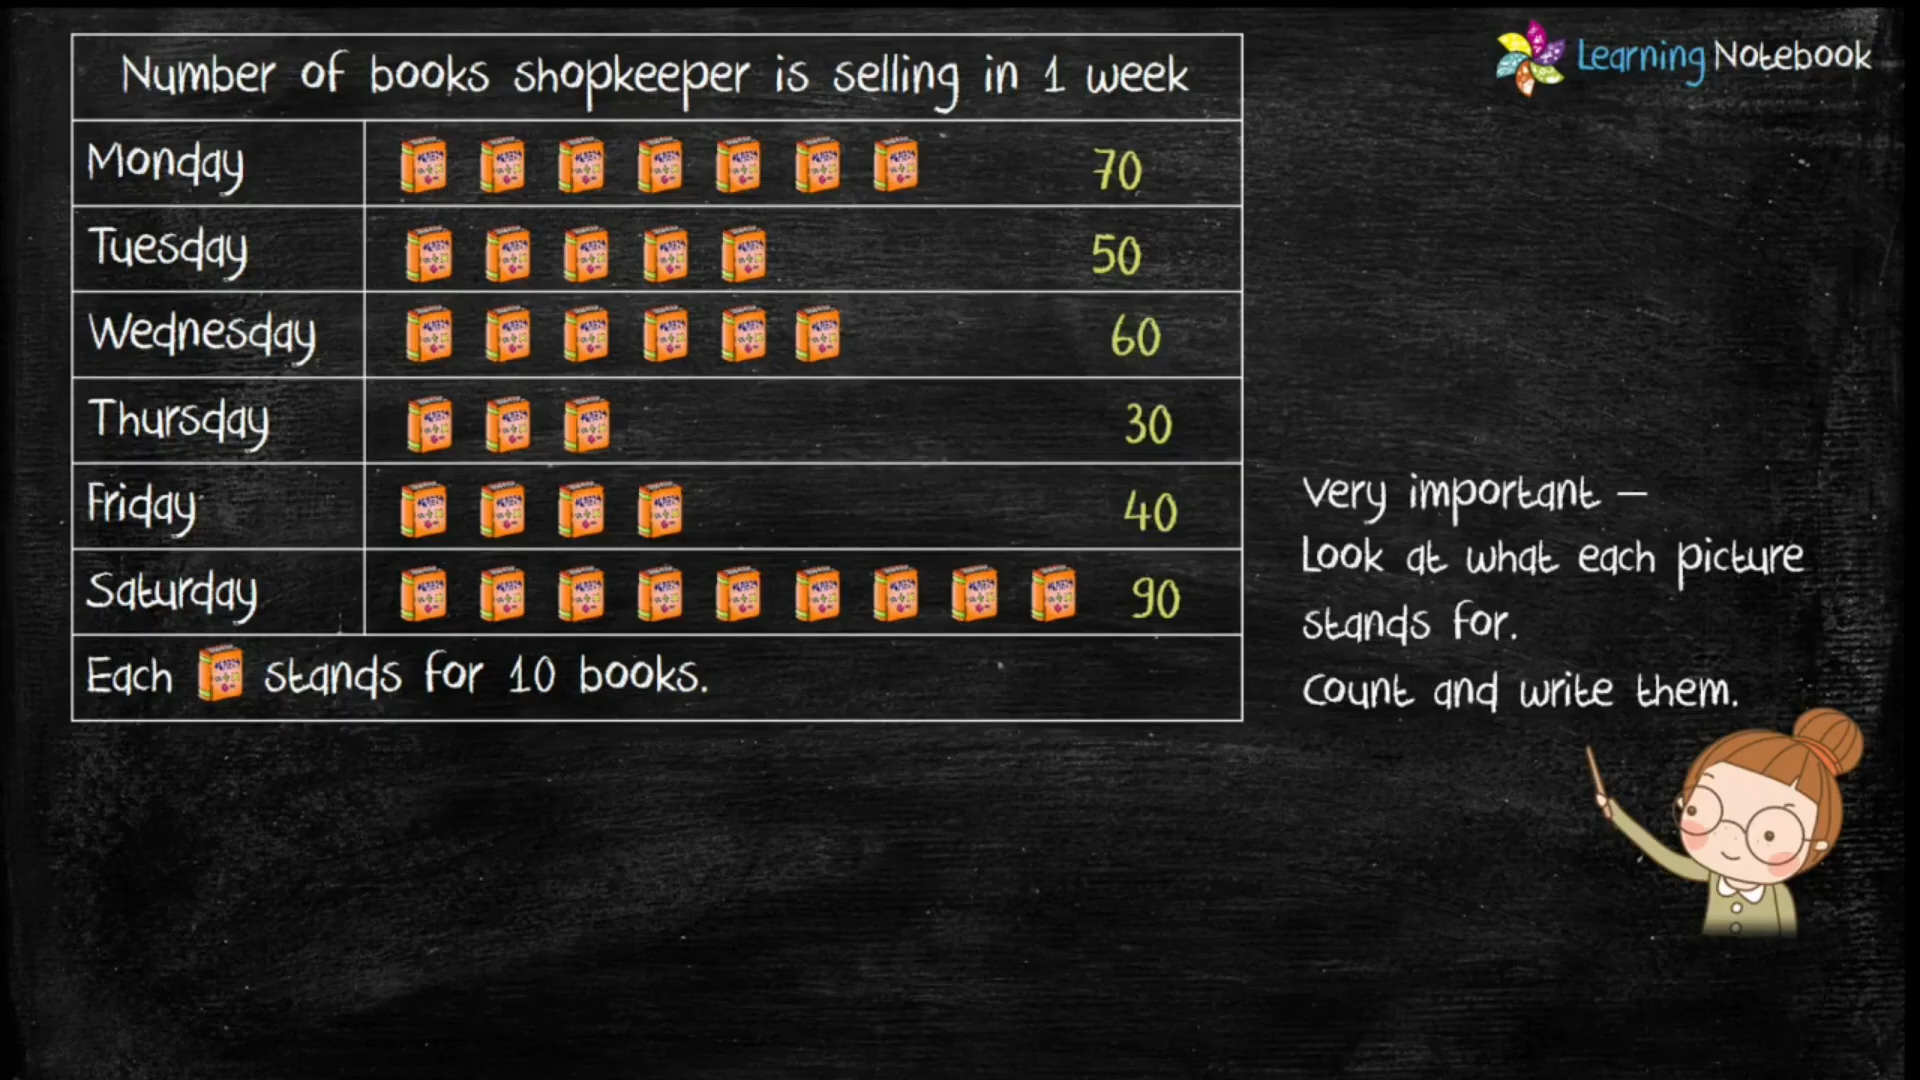 Number of books shopkeeper is selling in 1 week
Learning Notebook
Monday 70
Tuesday 50
Wednesday 60
Thursday 30
Friday 40
Saturday 90
Each stands for 10 books.
Very important –
Look at what each picture
stands for.
Count and write them.